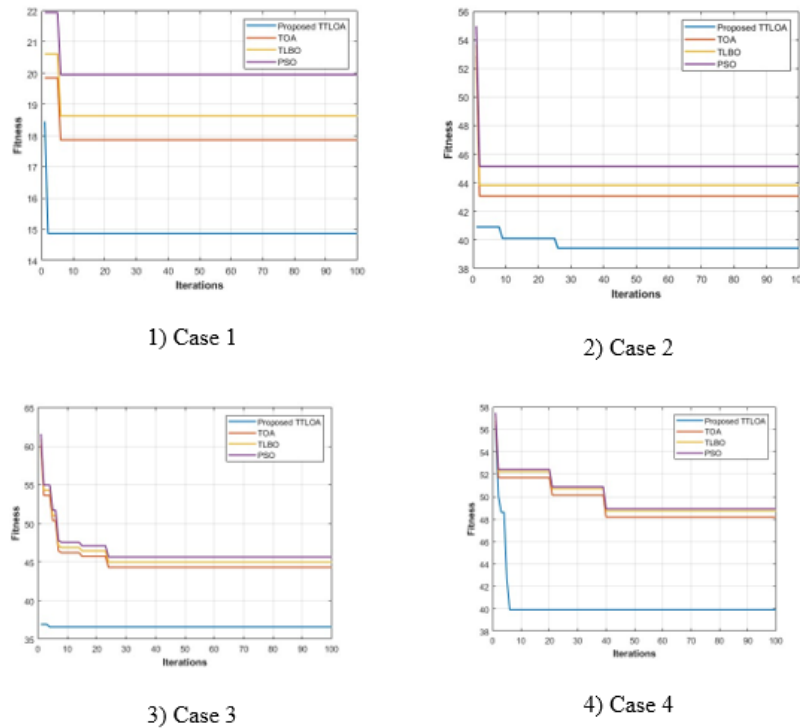 22
21
20
19
18
17
16
15
14
Fitness
0 10 20 30 40 50 60 70 80 90 100
Iterations
Proposed TTLOA
TOA
TLBO
PSO
1) Case 1
56
54
52
50
48
46
44
42
40
38
Fitness
0 10 20 30 40 50 60 70 80 90 100
Iterations
Proposed TTLOA
TOA
TLBO
PSO
2) Case 2
65
60
55
50
45
40
35
Fitness
0 10 20 30 40 50 60 70 80 90 100
Iterations
Proposed TTLOA
TOA
TLBO
PSO
3) Case 3
58
56
54
52
50
48
46
44
42
40
38
Fitness
0 10 20 30 40 50 60 70 80 90 100
Iterations
Proposed TTLOA
TOA
TLBO
PSO
4) Case 4